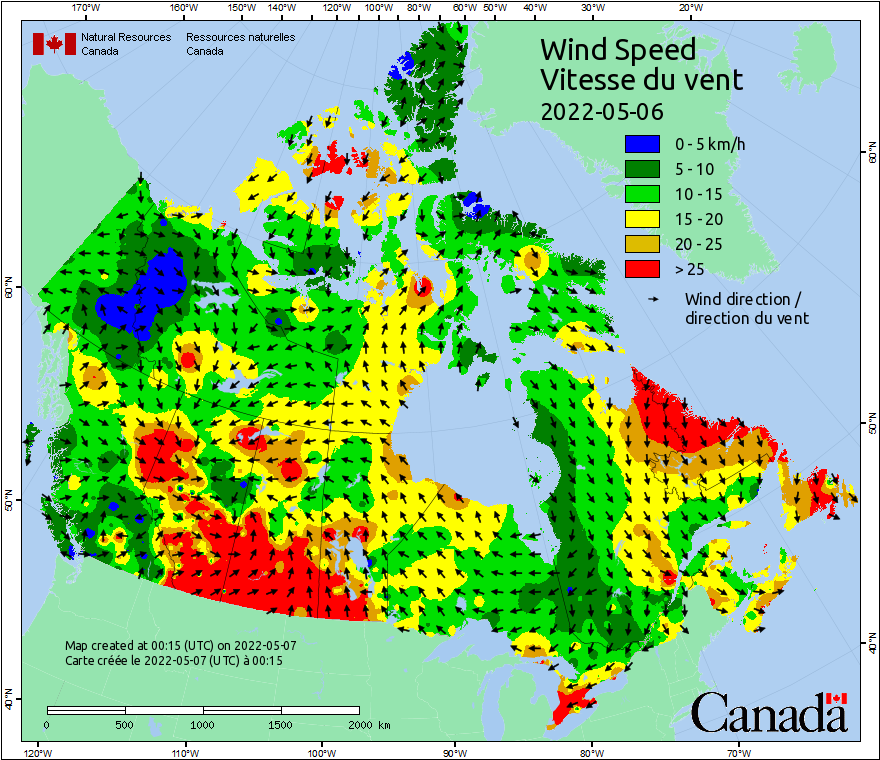 170°W 160°W 150°W 140°W 130°W 120°W 110°W 100°W 90°W 80°W 70°W 60°W 50°W 40°W 30°W 20°W
Natural Resources Ressources naturelles
Canada Canada
Wind Speed
Vitesse du vent
2022-05-06
0 - 5 km/h
5 - 10
10 - 15
15 - 20
20 - 25
> 25
Wind direction /
direction du vent
60°N
60°N
50°N
50°N
40°N
40°N
Map created at 00:15 (UTC) on 2022-05-07
Carte créée le 2022-05-07 (UTC) à 00:15
0 500 1000 1500 2000 km
Canada
120°W 110°W 100°W 90°W 80°W 70°W